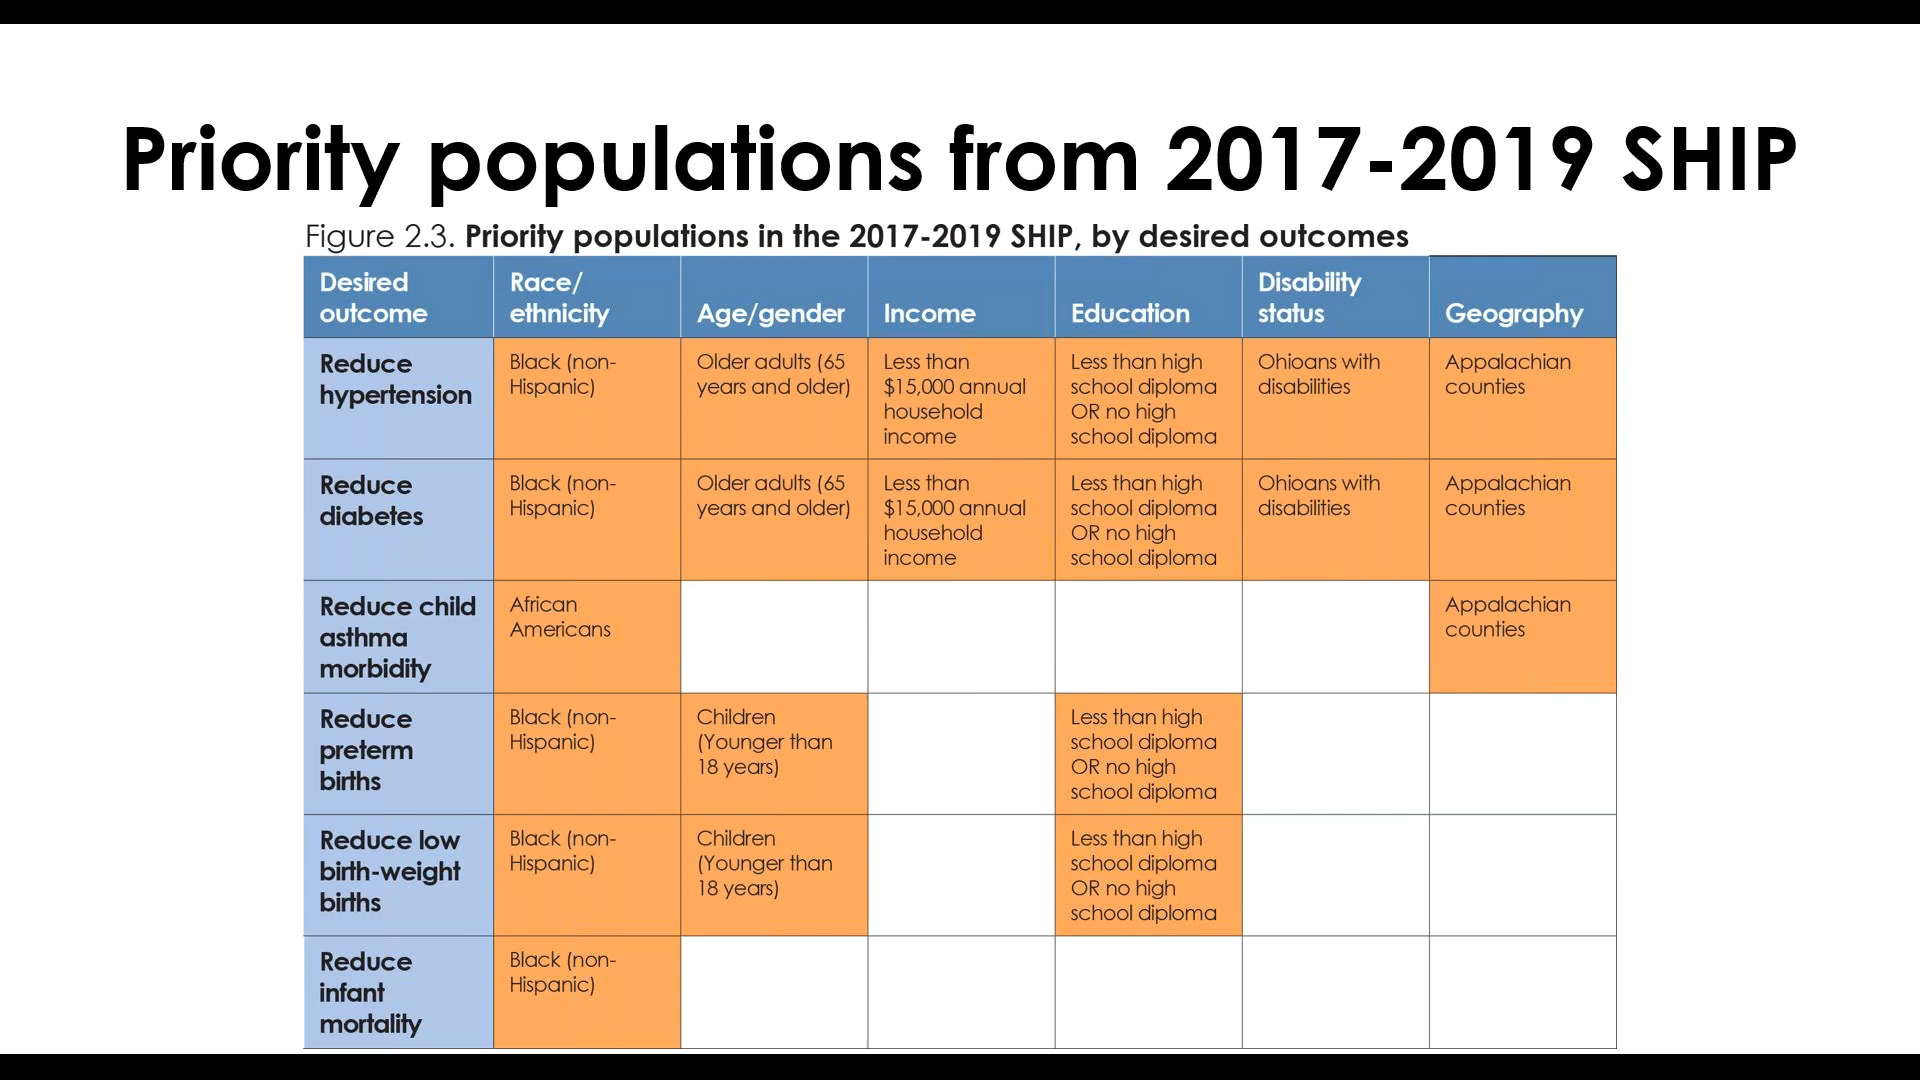 Priority populations from 2017-2019 SHIP
Figure 2.3. Priority populations in the 2017-2019 SHIP, by desired outcomes
Desired
outcome
Race/
ethnicity
Age/gender
Income
Education
Disability
status
Geography
Reduce
hypertension
Black (non-
Hispanic)
Older adults (65
years and older)
Less than
$15,000 annual
household
income
Less than high
school diploma
OR no high
school diploma
Ohioans with
disabilities
Appalachian
counties
Reduce
diabetes
Black (non-
Hispanic)
Older adults (65
years and older)
Less than
$15,000 annual
household
income
Less than high
school diploma
OR no high
school diploma
Ohioans with
disabilities
Appalachian
counties
Reduce child
asthma
morbidity
African
Americans
Appalachian
counties
Reduce
preterm
births
Black (non-
Hispanic)
Children
(Younger than
18 years)
Less than high
school diploma
OR no high
school diploma
Reduce low
birth-weight
births
Black (non-
Hispanic)
Children
(Younger than
18 years)
Less than high
school diploma
OR no high
school diploma
Reduce
infant
mortality
Black (non-
Hispanic)